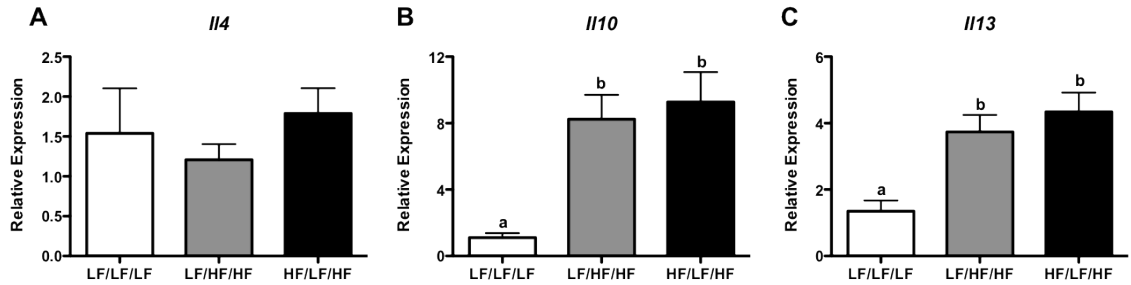 A
Il4
Relative Expression
2.5
2.0
1.5
1.0
0.5
0.0
LF/LF/LF
LF/HF/HF
HF/LF/HF
B
Il10
Relative Expression
12
8
4
0
a
b
b
LF/LF/LF
LF/HF/HF
HF/LF/HF
C
Il13
Relative Expression
6
4
2
0
a
b
b
LF/LF/LF
LF/HF/HF
HF/LF/HF